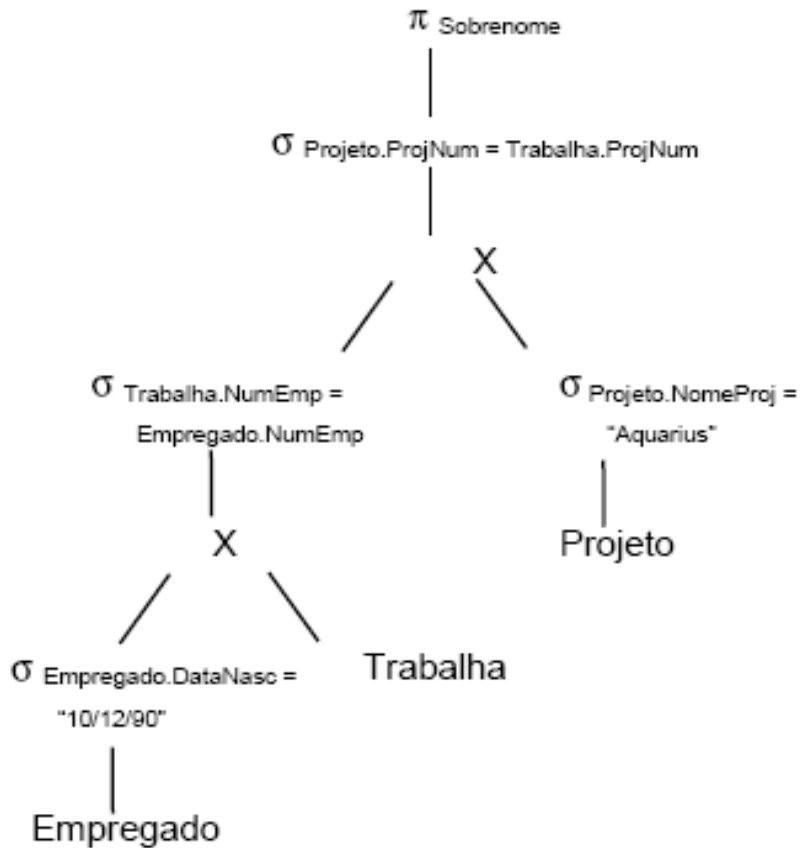 π Sobrenome
σ Projeto.ProjNum = Trabalha.ProjNum
X
σ Trabalha.NumEmp =
Empregado.NumEmp
σ Projeto.NomeProj =
"Aquarius"
X
Projeto
σ Empregado.DataNasc =
"10/12/90"
Trabalha
Empregado